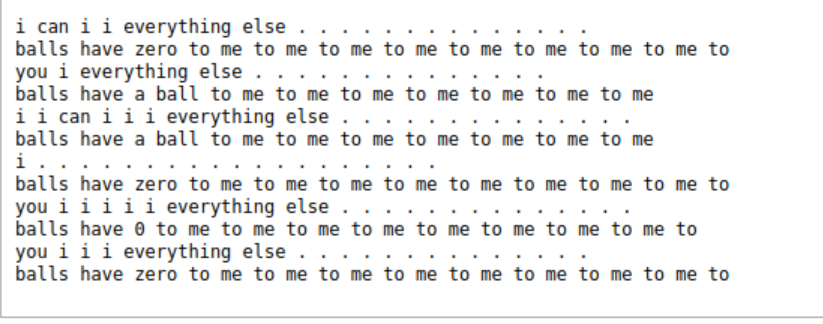 i can i i everything else . . . . . . . . . . . . . .
balls have zero to me to me to me to me to me to me to me to me to
you i everything else . . . . . . . . . . . . . .
balls have a ball to me to me to me to me to me to me to me
i i can i i i everything else . . . . . . . . . . . . . .
balls have a ball to me to me to me to me to me to me to me
i . . . . . . . . . . . . . . . . . . .
balls have zero to me to me to me to me to me to me to me to me to
you i i i i i everything else . . . . . . . . . . . . . .
balls have 0 to me to me to me to me to me to me to me to me to
you i i i everything else . . . . . . . . . . . . . .
balls have zero to me to me to me to me to me to me to me to me to